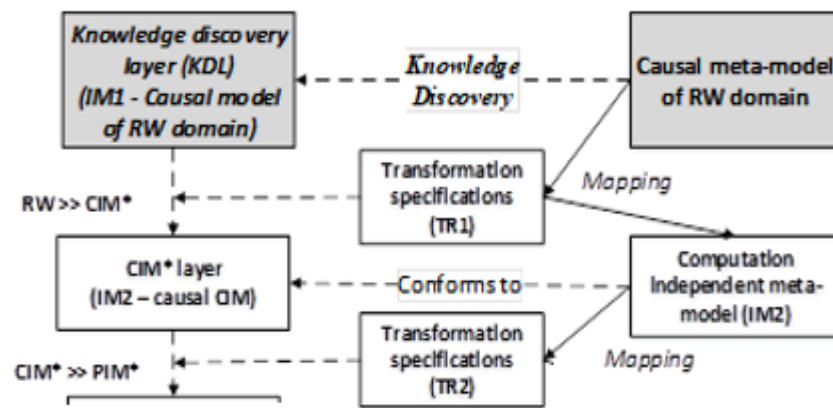 Knowledge discovery
layer (KDL)
(IM1 - Causal model
of RW domain)
Knowledge
Discovery
Causal meta-model
of RW domain
Transformation
specifications
(TR1)
Mapping
RW >> CIM*
CIM* layer
(IM2 – causal CIM)
Conforms to
Computation
Independent meta-
model (IM2)
Transformation
specifications
(TR2)
Mapping
CIM* >> PIM*